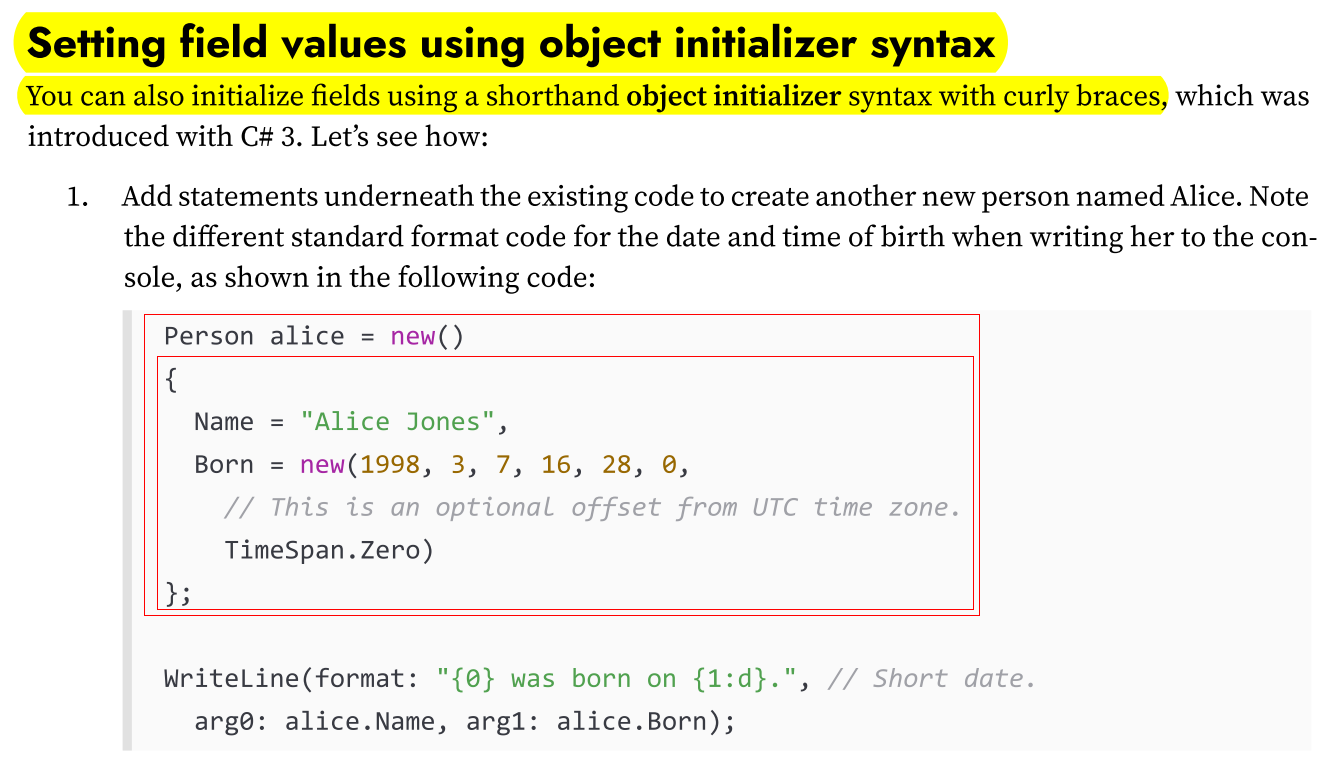 Setting field values using object initializer syntax
You can also initialize fields using a shorthand object initializer syntax with curly braces, which was
introduced with C# 3. Let’s see how:
1. Add statements underneath the existing code to create another new person named Alice. Note
the different standard format code for the date and time of birth when writing her to the con-
sole, as shown in the following code:
Person alice = new()
{
  Name = "Alice Jones",
  Born = new(1998, 3, 7, 16, 28, 0,
    // This is an optional offset from UTC time zone.
    TimeSpan.Zero)
};
WriteLine(format: "{0} was born on {1:d}.", // Short date.
  arg0: alice.Name, arg1: alice.Born);